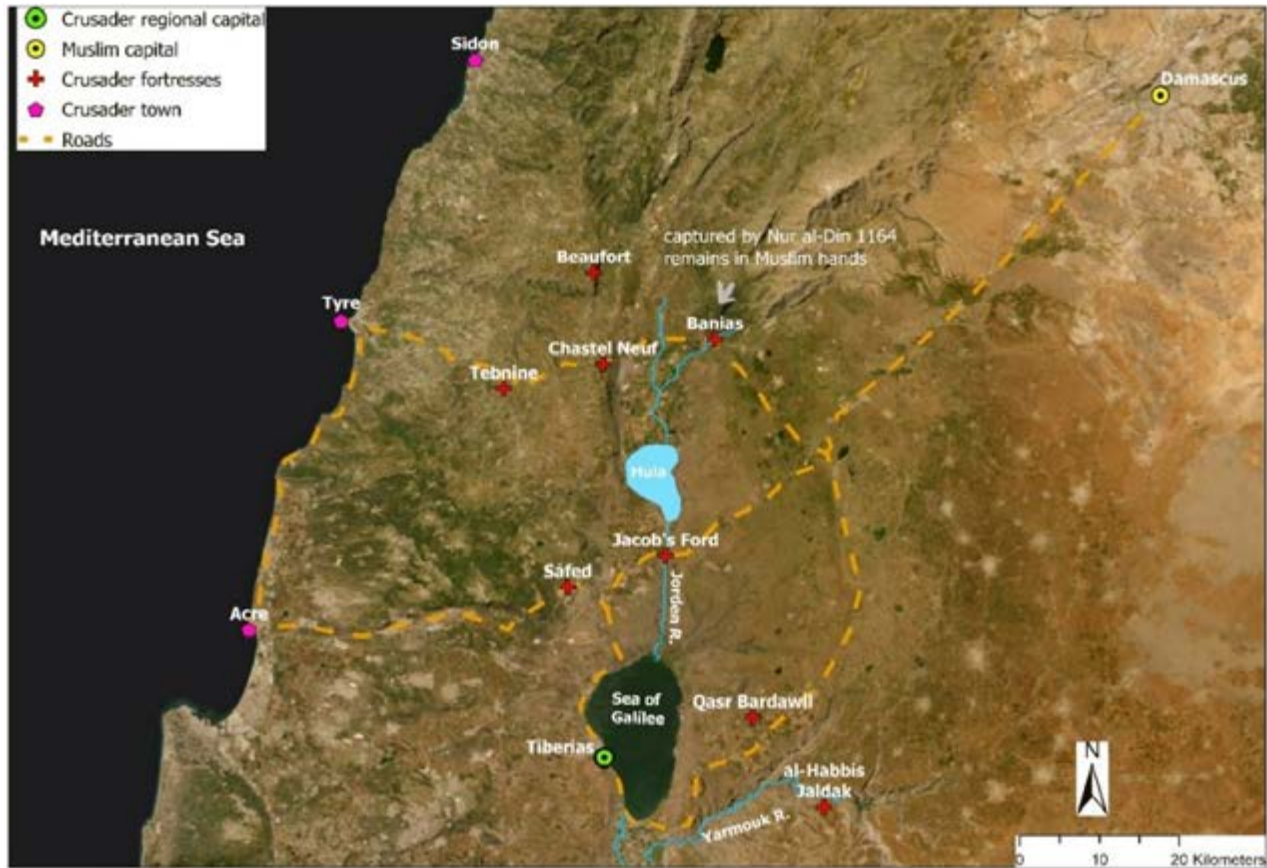 Crusader regional capital
Muslim capital
Crusader fortresses
Crusader town
Roads
Sidon
Damascus
Mediterranean Sea
captured by Nur al-Din 1164
remains in Muslim hands
Beaufort
Tyre
Banias
Chastel Neuf
Tebnine
Hula
Jacob's Ford
Safed
Jorden R.
Acre
Sea of
Galilee
Qasr Bardawil
Tiberias
al-Habbis
Jaldak
Yarmouk R.
N
0 10 20 Kilometers